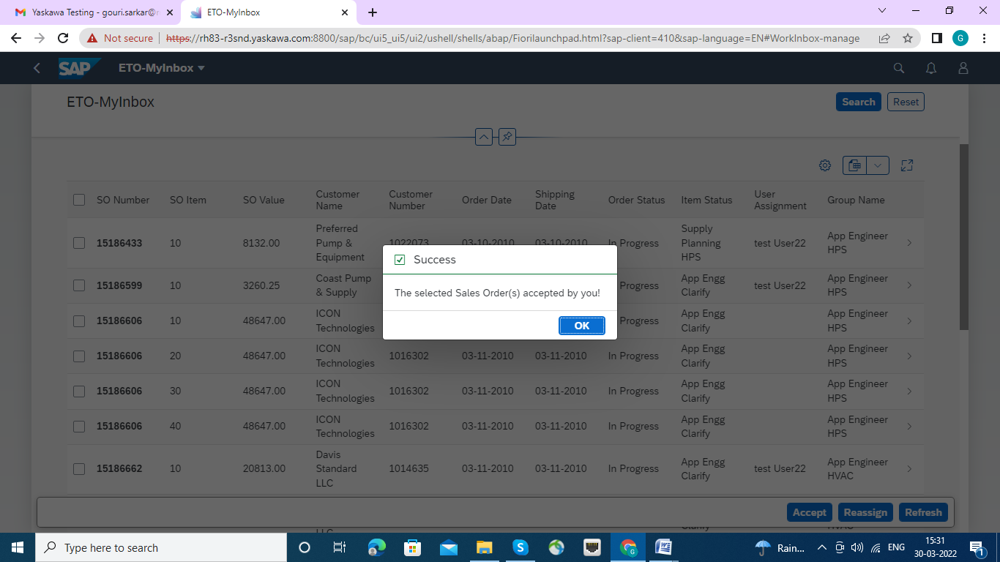 Yaskawa Testing - gouri.sarkar@
ETO-MyInbox
Not secure
https://rh83-r3snd.yaskawa.com:8800/sap/bc/ui5_ui5/ui2/ushell/shells/abap/Fiorilaunchpad.html?sap-client=410&sap-language=EN#WorkInbox-manage
G
SAP
ETO-MyInbox
ETO-MyInbox
Search
Reset
SO Number
SO Item
SO Value
Customer Name
Customer Number
Order Date
Shipping Date
Order Status
Item Status
User Assignment
Group Name
15186433 10 8132.00 Preferred Pump & Equipment 1022073 03-10-2010 03-10-2010 In Progress Supply Planning HPS test User22 App Engineer HPS
15186599 10 3260.25 Coast Pump & Supply Progress App Engg Clarify test User22 App Engineer HPS
15186606 10 48647.00 ICON Technologies Progress App Engg Clarify App Engineer HPS
15186606 20 48647.00 ICON Technologies 1016302 03-11-2010 03-11-2010 In Progress App Engg Clarify App Engineer HPS
15186606 30 48647.00 ICON Technologies 1016302 03-11-2010 03-11-2010 In Progress App Engg Clarify App Engineer HPS
15186606 40 48647.00 ICON Technologies 1016302 03-11-2010 03-11-2010 In Progress App Engg Clarify App Engineer HPS
15186662 10 20813.00 Davis Standard LLC 1014635 03-11-2010 03-11-2010 In Progress App Engg Clarify test User22 App Engineer HVAC
Success
The selected Sales Order(s) accepted by you!
OK
Accept
Reassign
Refresh
Type here to search
Rain...
ENG
15:31
30-03-2022
1